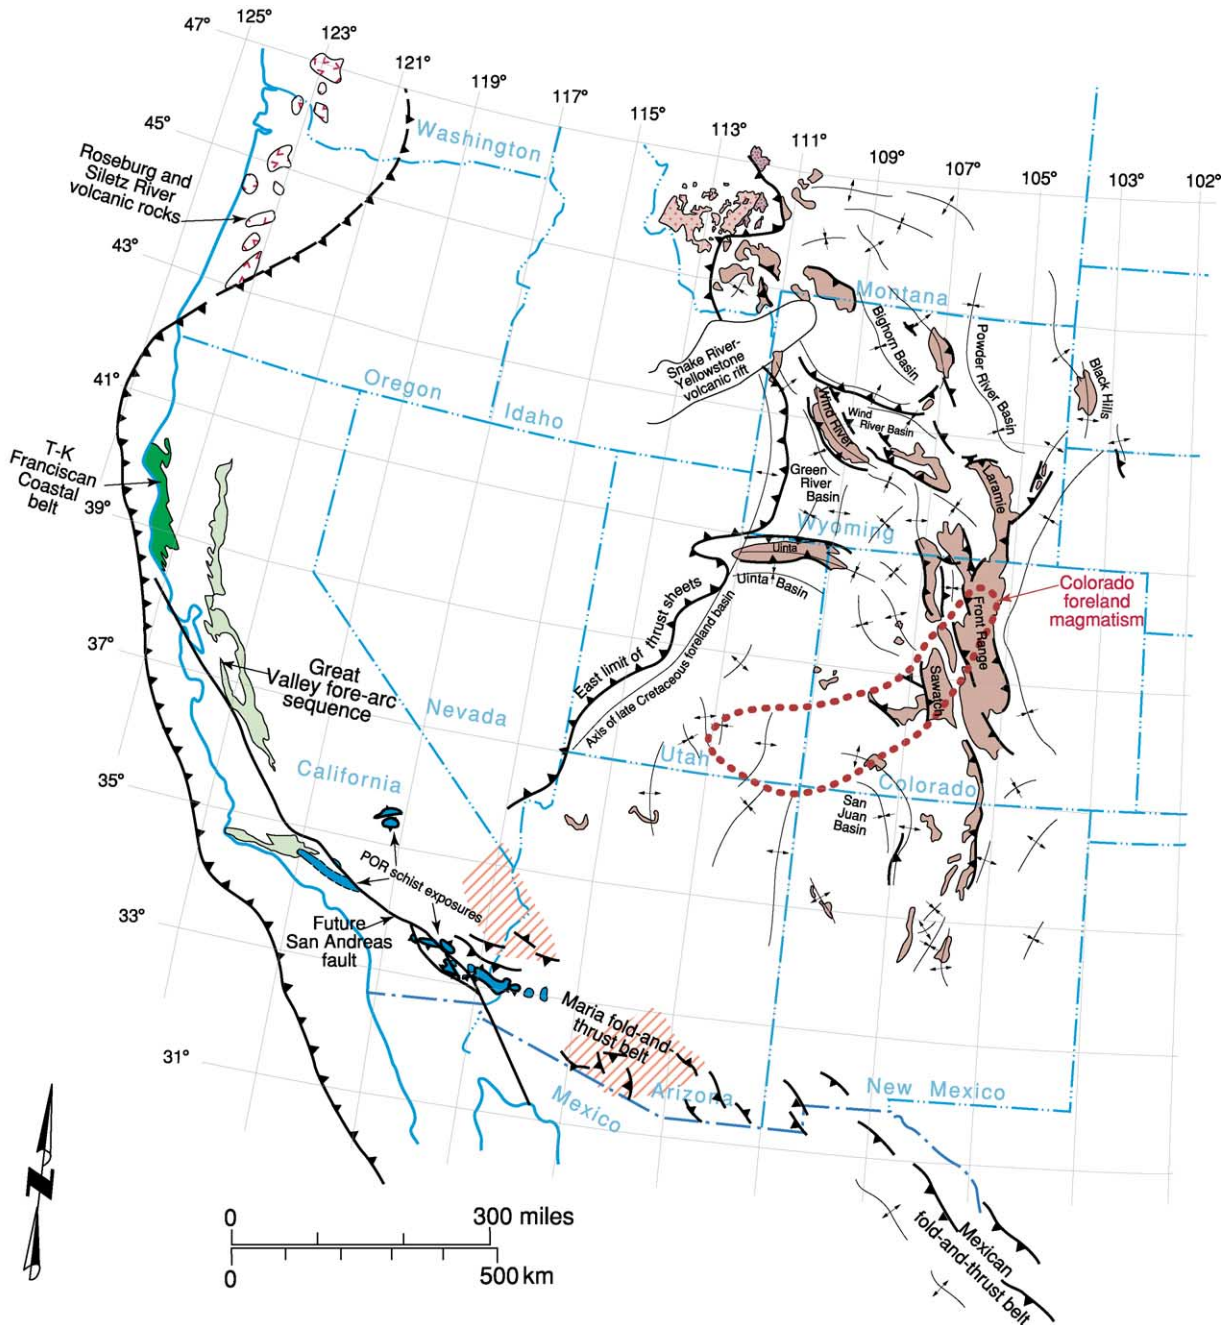 125°
47°
123°
121°
119°
117°
115°
113°
111°
109°
107°
105°
103°
102°
45°
Washington
Roseburg and
Siletz River
volcanic rocks
43°
Montana
Bighorn Basin
Powder River Basin
Black Hills
Snake River-
Yellowstone
volcanic rift
41°
Oregon
Idaho
Wind River
Wind
River Basin
T-K
Franciscan
Coastal
belt
Green
River
Basin
Laramie
39°
Wyoming
Uinta
Uinta Basin
Colorado
foreland
magmatism
Front Range
East limit of thrust sheets
Axis of late Cretaceous foreland basin
37°
Great
Valley fore-arc
sequence
Sawatch
Nevada
Utah
Colorado
35°
California
San
Juan
Basin
POR schist exposures
33°
Future
San Andreas
fault
Maria fold-and-
thrust belt
31°
Arizona
New Mexico
Mexico
N
0
300 miles
0
500 km
Mexican
fold-and-thrust belt